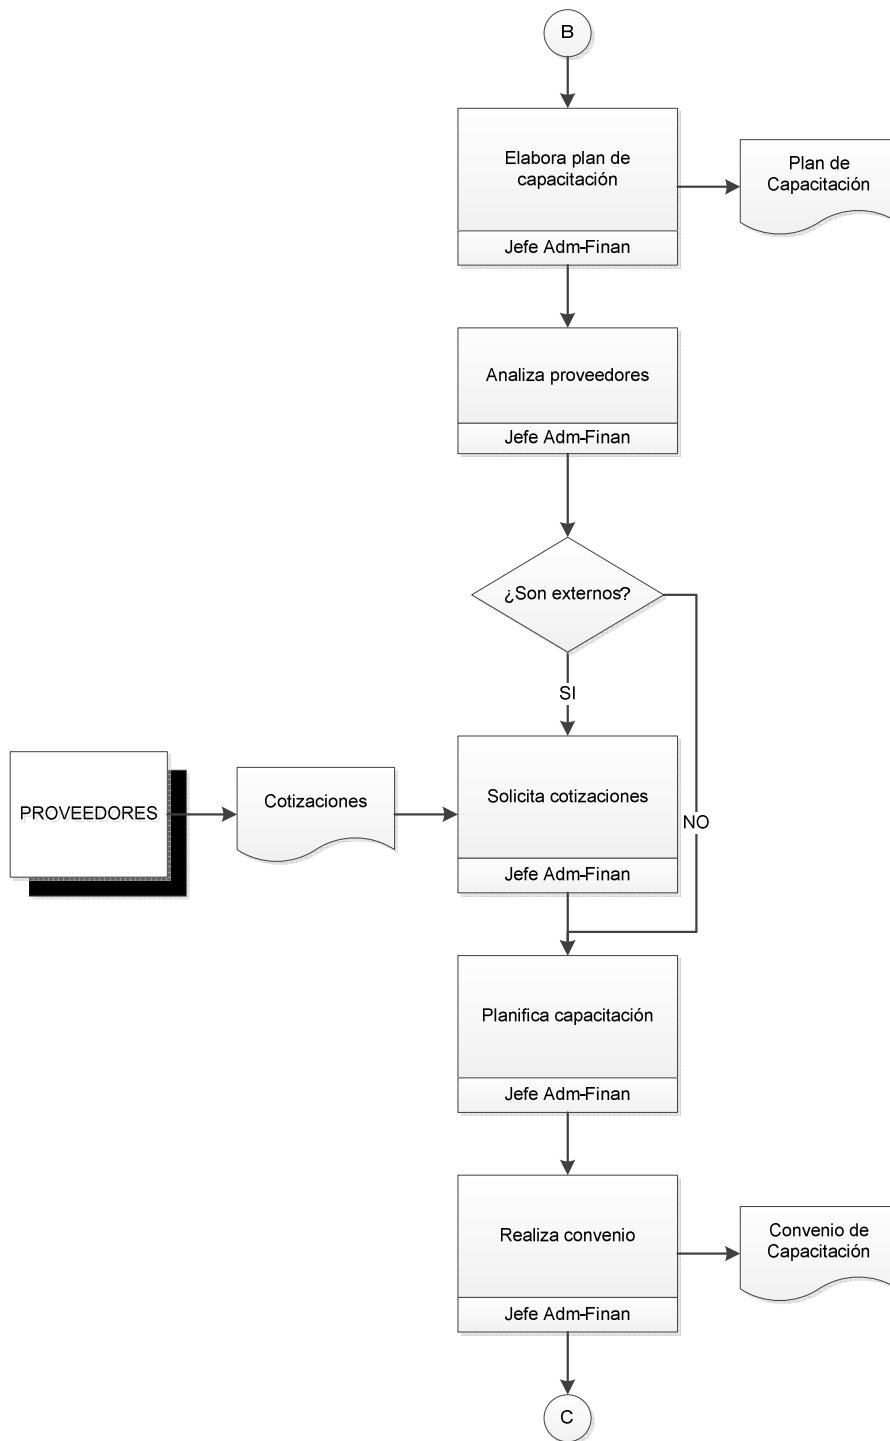 B
Elabora plan de
capacitación
Jefe Adm-Finan
Plan de
Capacitación
Analiza proveedores
Jefe Adm-Finan
¿Son externos?
SI
NO
PROVEEDORES
Cotizaciones
Solicita cotizaciones
Jefe Adm-Finan
Planifica capacitación
Jefe Adm-Finan
Realiza convenio
Jefe Adm-Finan
Convenio de
Capacitación
C